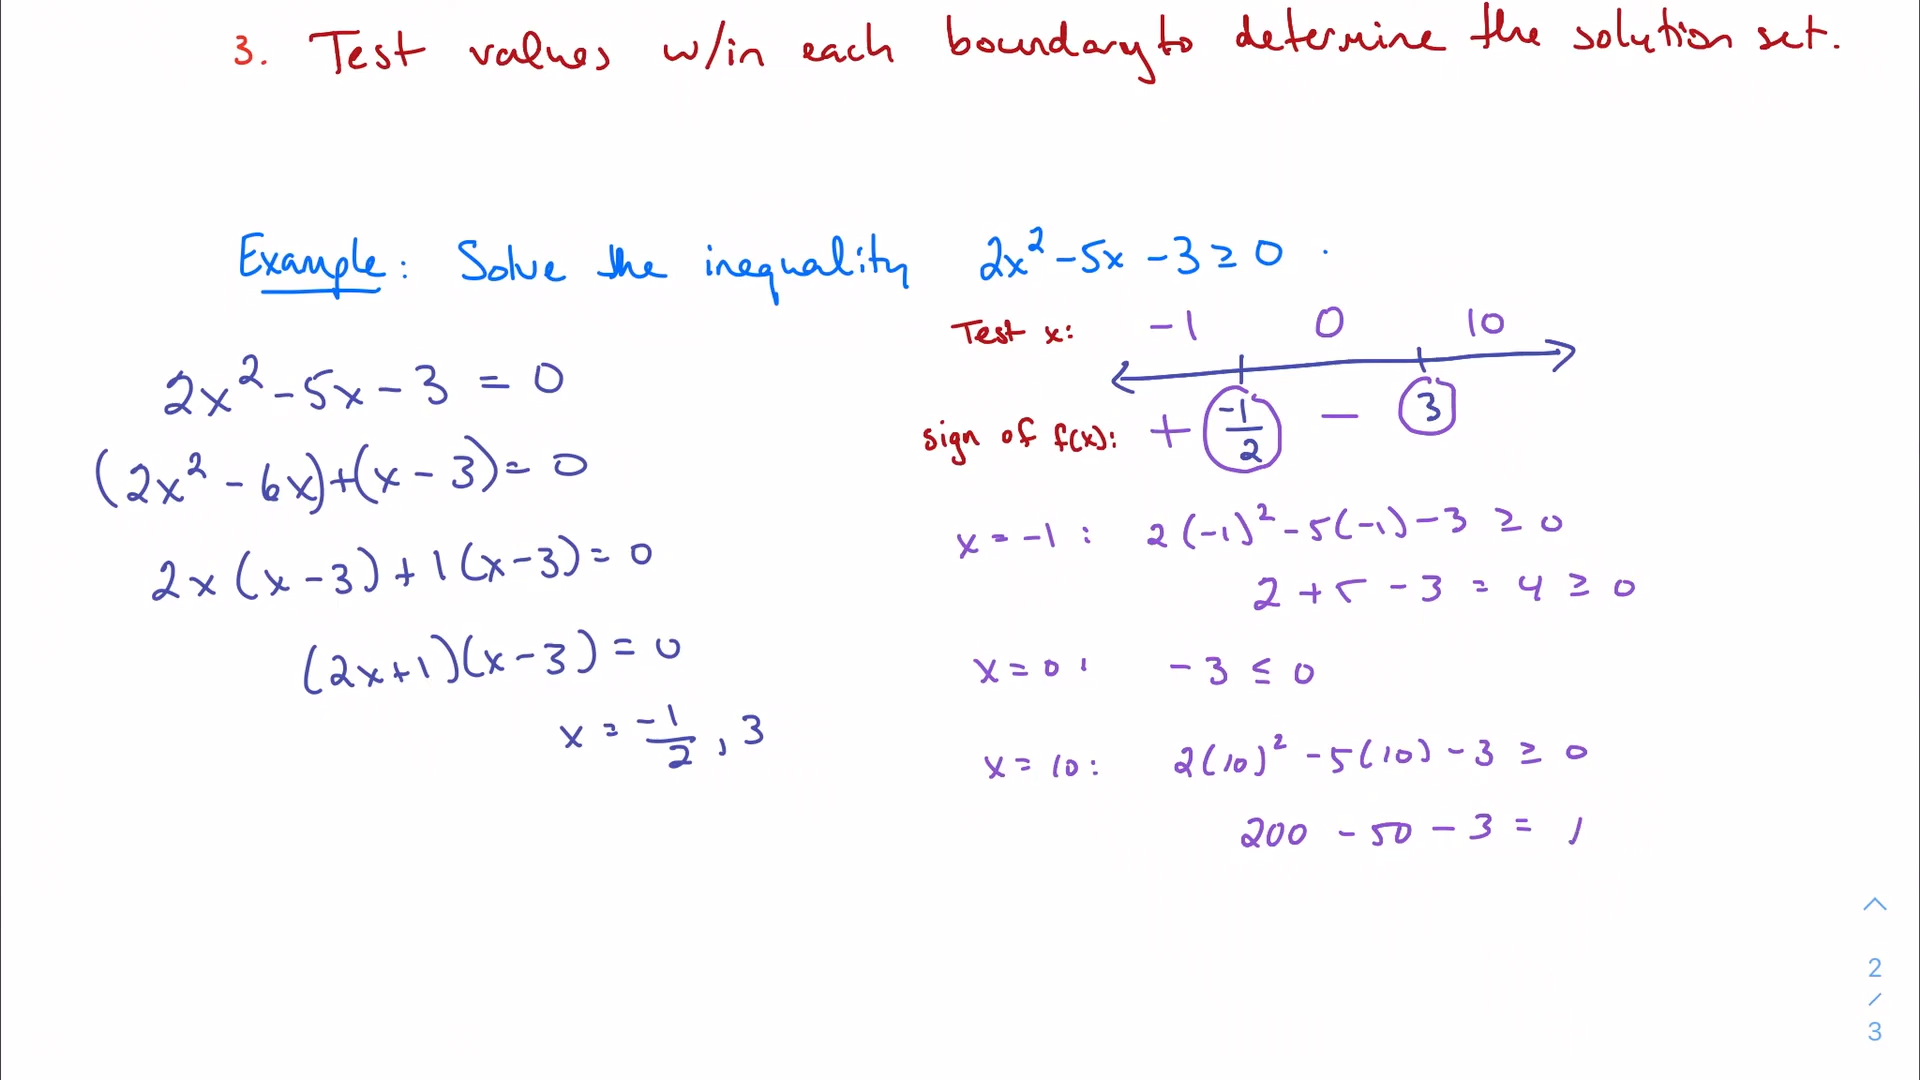 3. Test values w/in each boundary to determine the solution set.
Example: Solve the inequality 2x² - 5x - 3 ≥ 0 .
2x² - 5x - 3 = 0
(2x² - 6x) + (x - 3) = 0
2x (x - 3) + 1 (x - 3) = 0
(2x + 1)(x - 3) = 0
x = -1/2 , 3
Test x: -1 0 10
sign of f(x): + -1/2 - 3
x = -1 : 2 (-1)² - 5(-1) - 3 ≥ 0
2 + 5 - 3 = 4 ≥ 0
x = 0 : -3 ≤ 0
x = 10 : 2(10)² - 5(10) - 3 ≥ 0
200 - 50 - 3 = 1
2
/
3